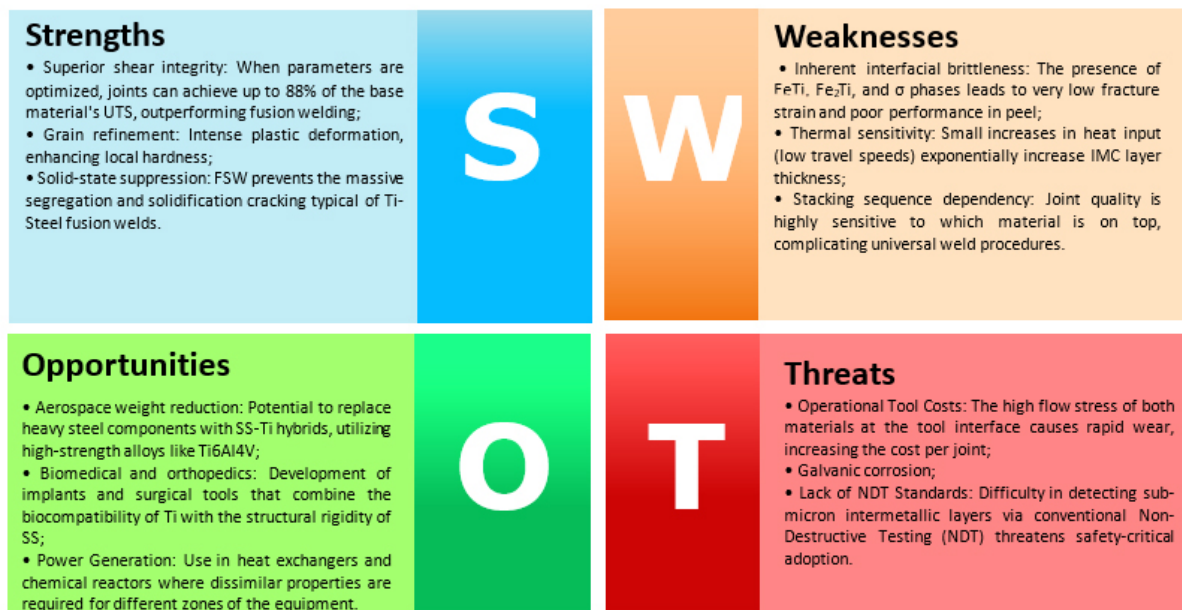 Strengths
• Superior shear integrity: When parameters are
optimized, joints can achieve up to 88% of the base
material's UTS, outperforming fusion welding;
• Grain refinement: Intense plastic deformation,
enhancing local hardness;
• Solid-state suppression: FSW prevents the massive
segregation and solidification cracking typical of Ti-
Steel fusion welds.
S
W
Weaknesses
• Inherent interfacial brittleness: The presence of
FeTi, Fe₂Ti, and σ phases leads to very low fracture
strain and poor performance in peel;
• Thermal sensitivity: Small increases in heat input
(low travel speeds) exponentially increase IMC layer
thickness;
• Stacking sequence dependency: Joint quality is
highly sensitive to which material is on top,
complicating universal weld procedures.
Opportunities
• Aerospace weight reduction: Potential to replace
heavy steel components with SS-Ti hybrids, utilizing
high-strength alloys like Ti6Al4V;
• Biomedical and orthopedics: Development of
implants and surgical tools that combine the
biocompatibility of Ti with the structural rigidity of
SS;
• Power Generation: Use in heat exchangers and
chemical reactors where dissimilar properties are
required for different zones of the equipment.
O
T
Threats
• Operational Tool Costs: The high flow stress of both
materials at the tool interface causes rapid wear,
increasing the cost per joint;
• Galvanic corrosion;
• Lack of NDT Standards: Difficulty in detecting sub-
micron intermetallic layers via conventional Non-
Destructive Testing (NDT) threatens safety-critical
adoption.